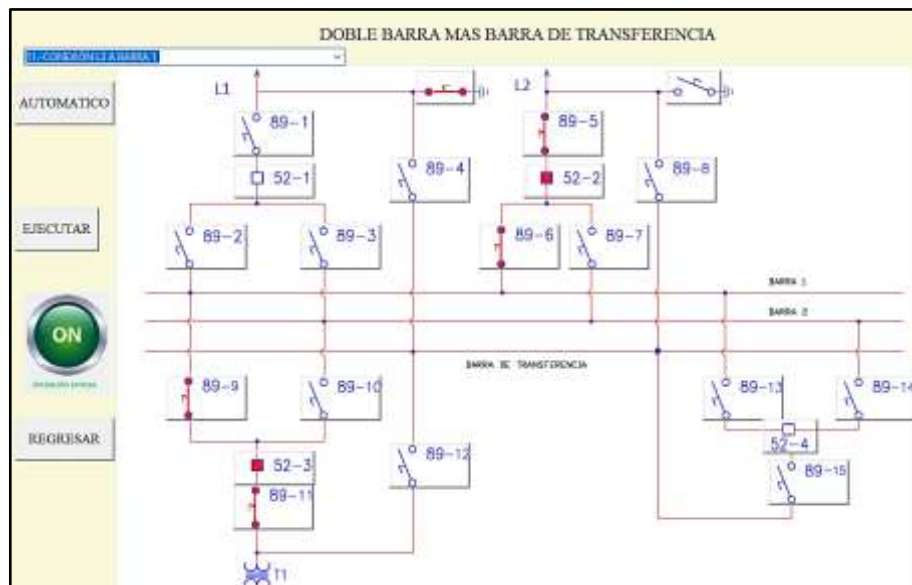 DOBLE BARRA MAS BARRA DE TRANSFERENCIA
AUTOMATICO
EJECUTAR
ON
REGRESAR
L1
L2
89-1
89-5
52-1
89-4
52-2
89-8
89-2
89-3
89-6
89-7
BARRA 1
BARRA 2
BARRA DE TRANSFERENCIA
89-9
89-10
89-13
89-14
52-4
52-3
89-12
89-11
89-15
T1